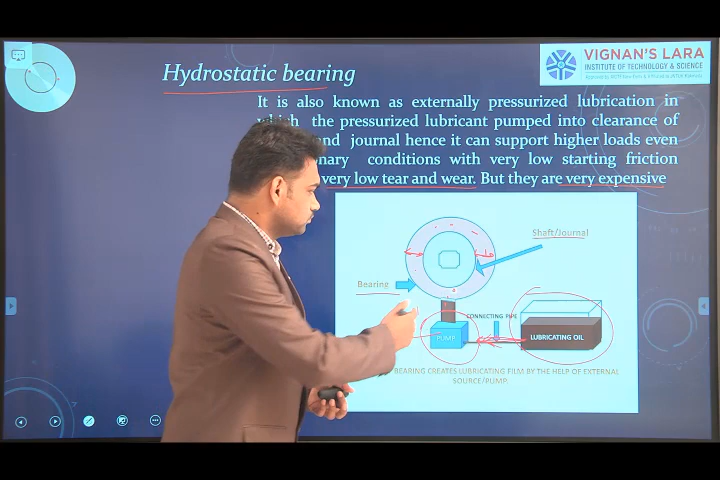 Hydrostatic bearing
VIGNAN'S LARA
INSTITUTE OF TECHNOLOGY & SCIENCE
It is also known as externally pressurized lubrication in
which the pressurized lubricant pumped into clearance of
and journal hence it can support higher loads even
conditions with very low starting friction
very low tear and wear. But they are very expensive
Shaft/Journal
Bearing
CONNECTING PIPE
PUMP
LUBRICATING OIL
BEARING CREATES LUBRICATING FILM BY THE HELP OF EXTERNAL
SOURCE/PUMP.